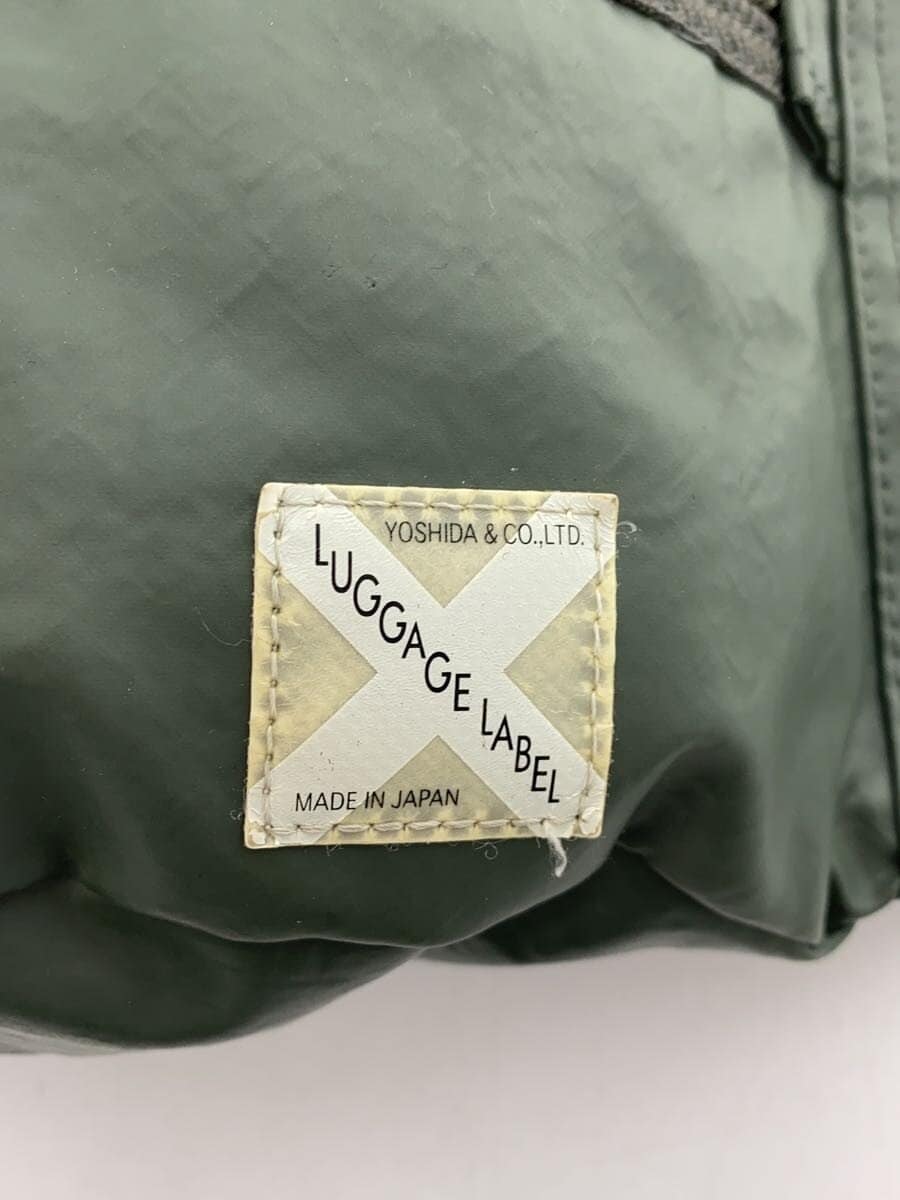 YOSHIDA & CO.,LTD.
LUGGAGE LABEL
MADE IN JAPAN